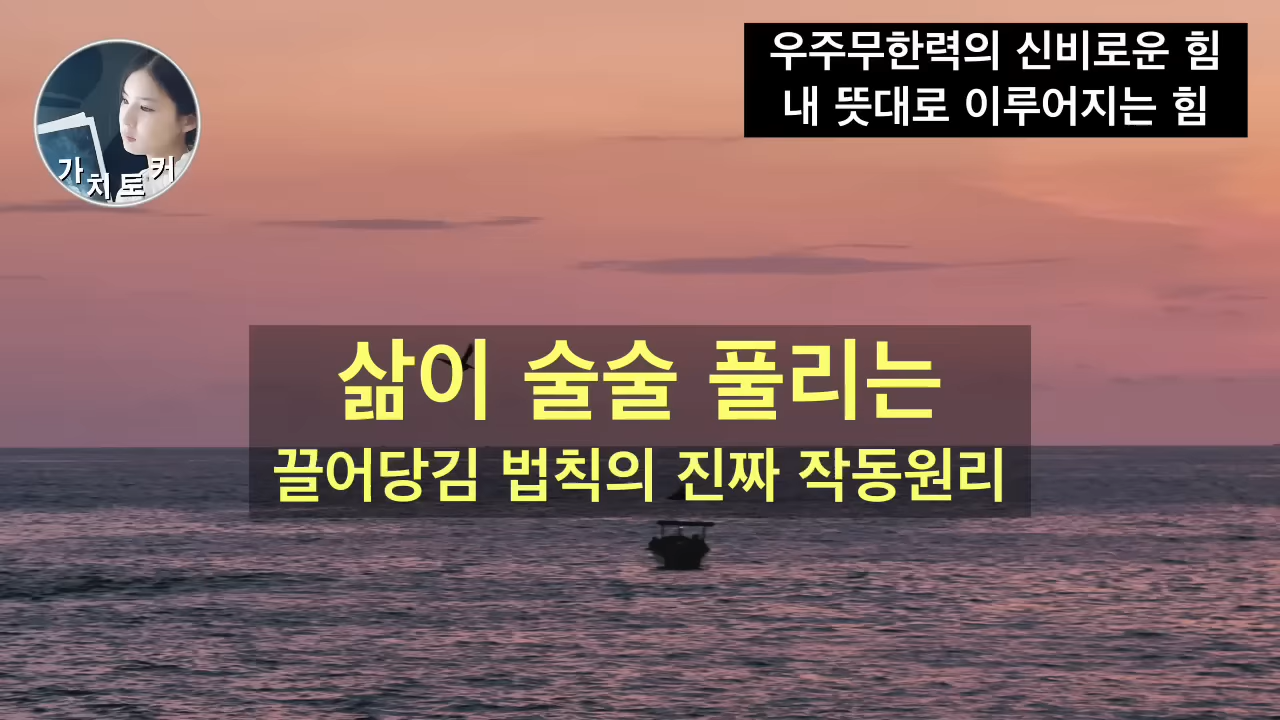 우주무한력의 신비로운 힘
내 뜻대로 이루어지는 힘
가치토커
삶이 술술 풀리는
끌어당김 법칙의 진짜 작동원리